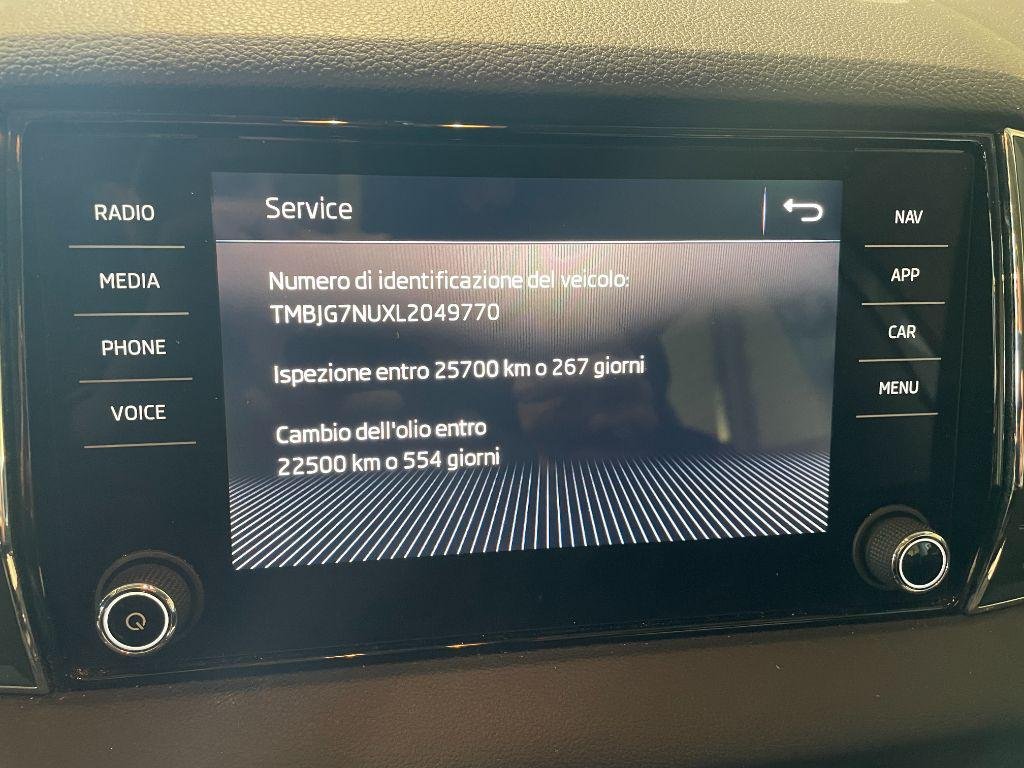 RADIO
MEDIA
PHONE
VOICE
Service
Numero di identificazione del veicolo:
TMBJG7NUXL2049770
Ispezione entro 25700 km o 267 giorni
Cambio dell'olio entro
22500 km o 554 giorni
NAV
APP
CAR
MENU